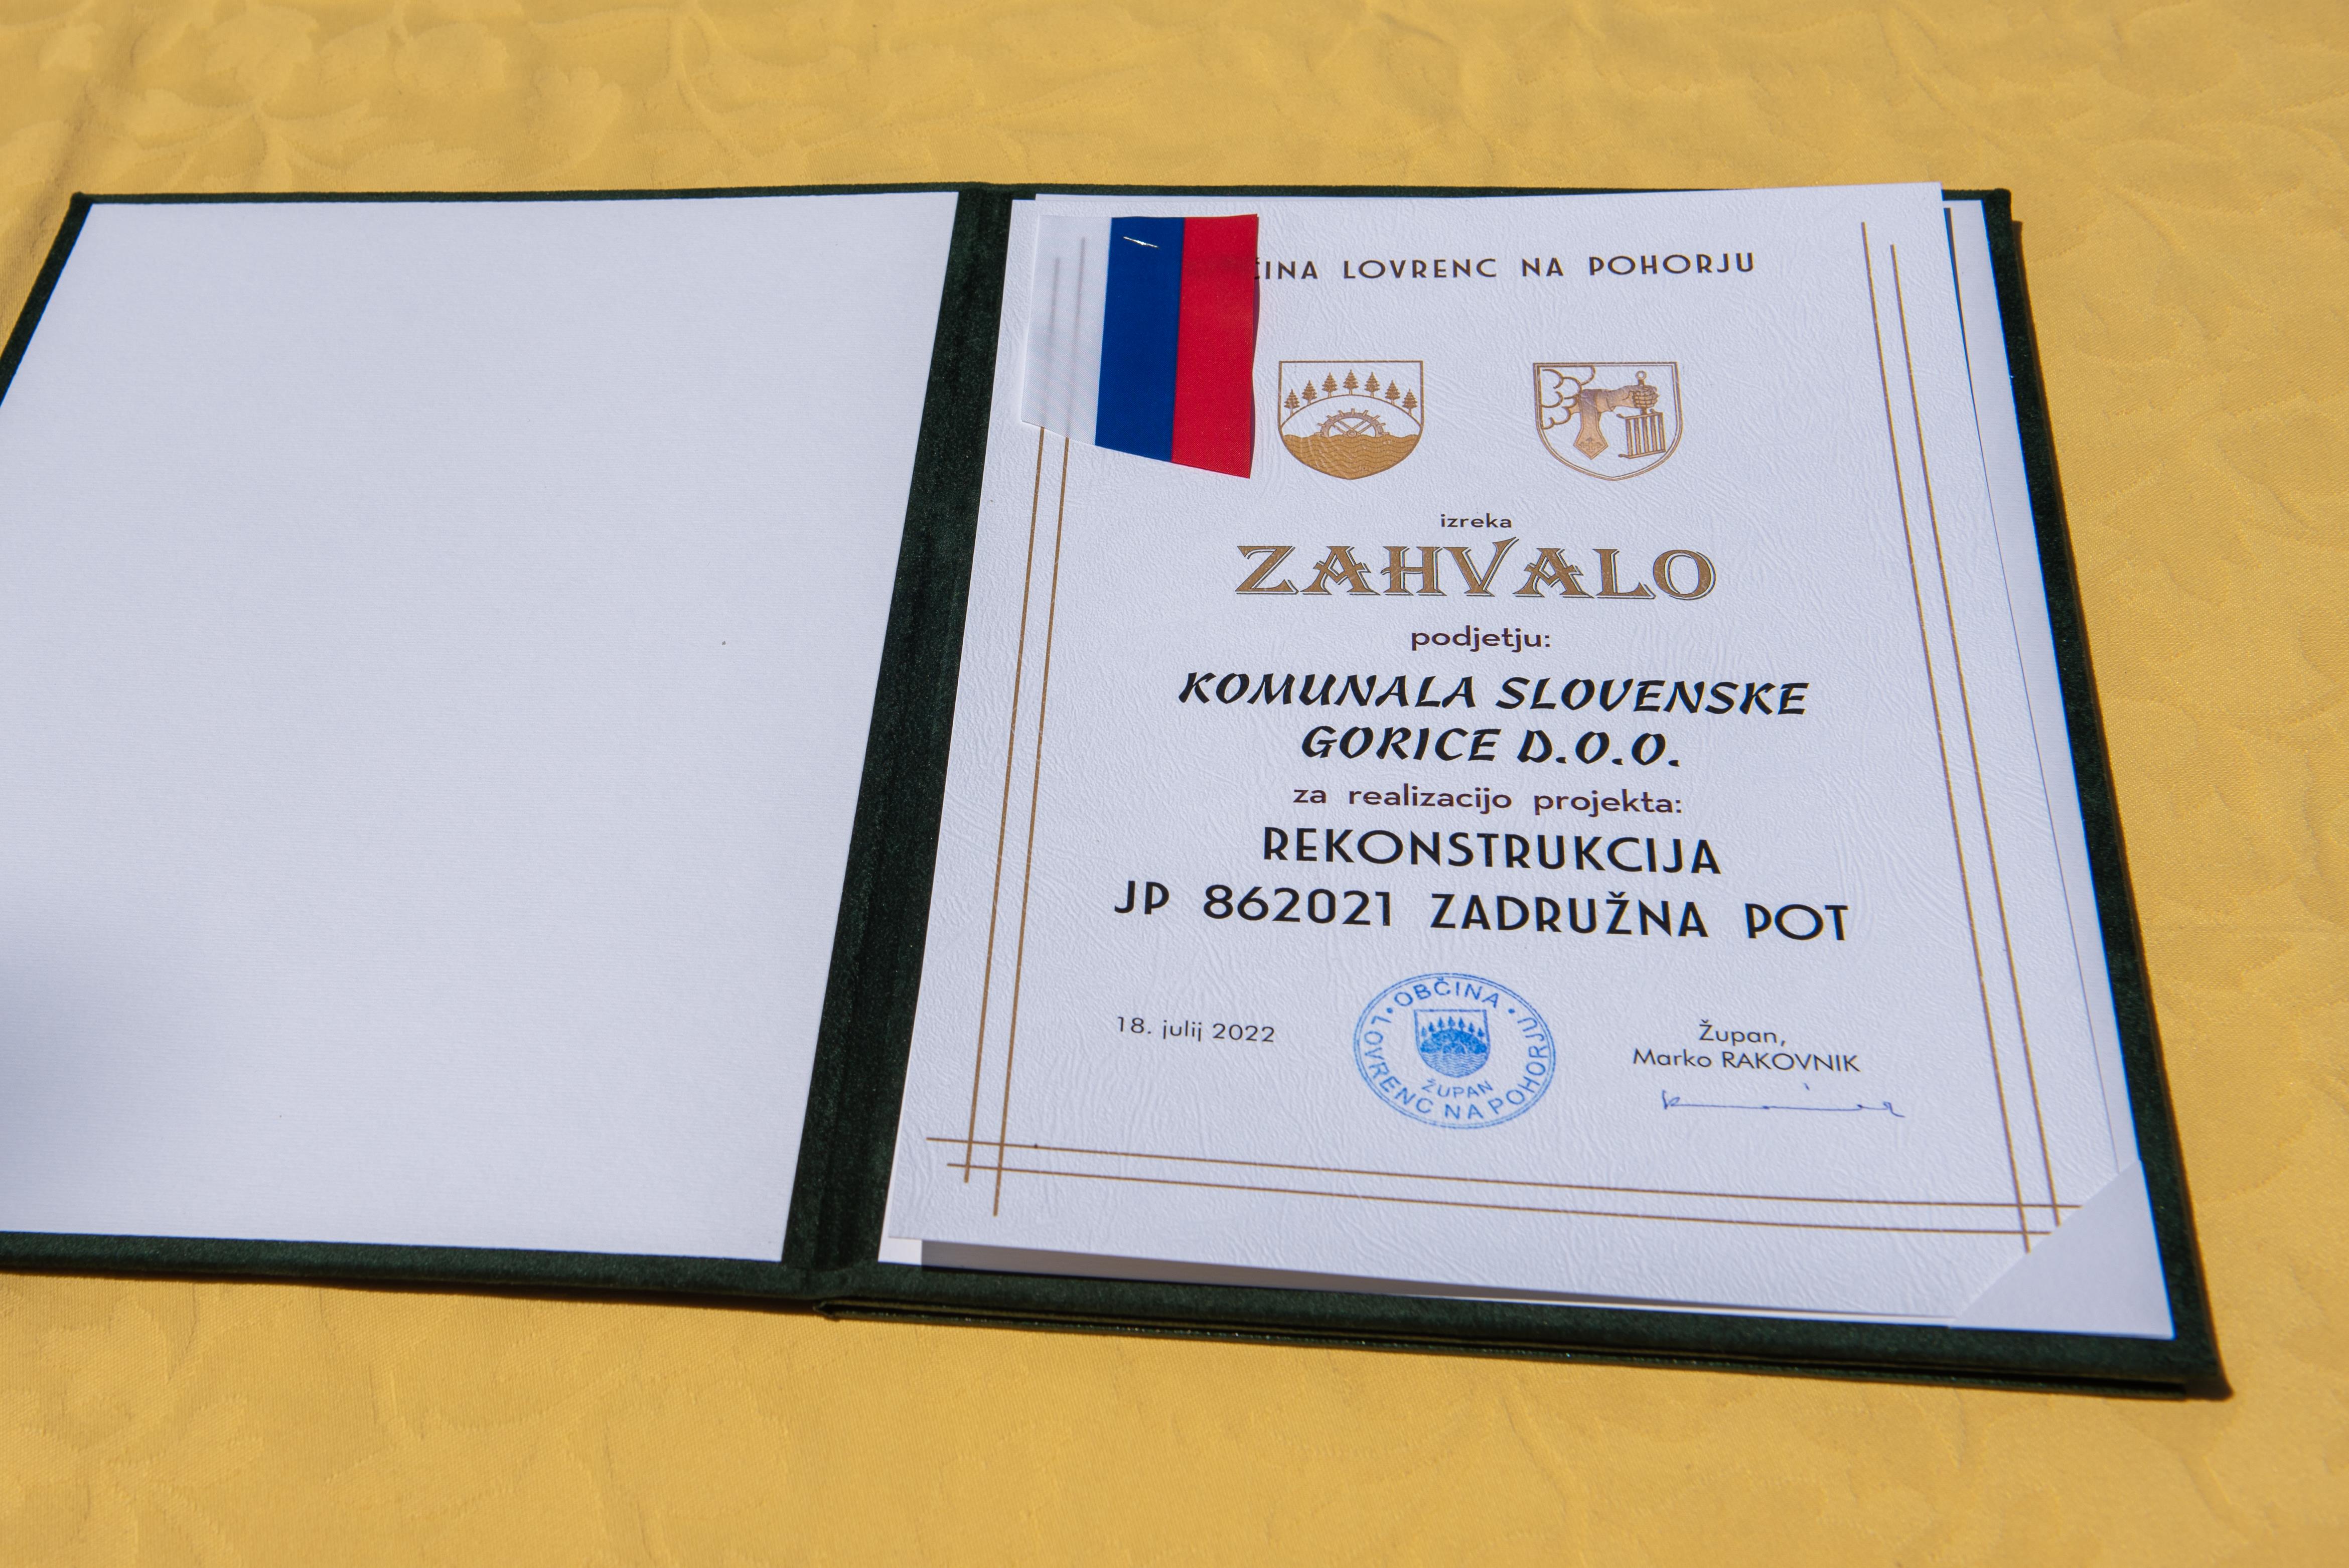 ČINA LOVRENC NA POHORJU
izreka
ZAHVALO
podjetju:
KOMUNALA SLOVENSKE
GORICE D.O.O.
za realizacijo projekta:
REKONSTRUKCIJA
JP 862021 ZADRUŽNA POT
18. julij 2022
• OBČINA •
LOVRENC NA POHORJU
ŽUPAN
Župan,
Marko RAKOVNIK